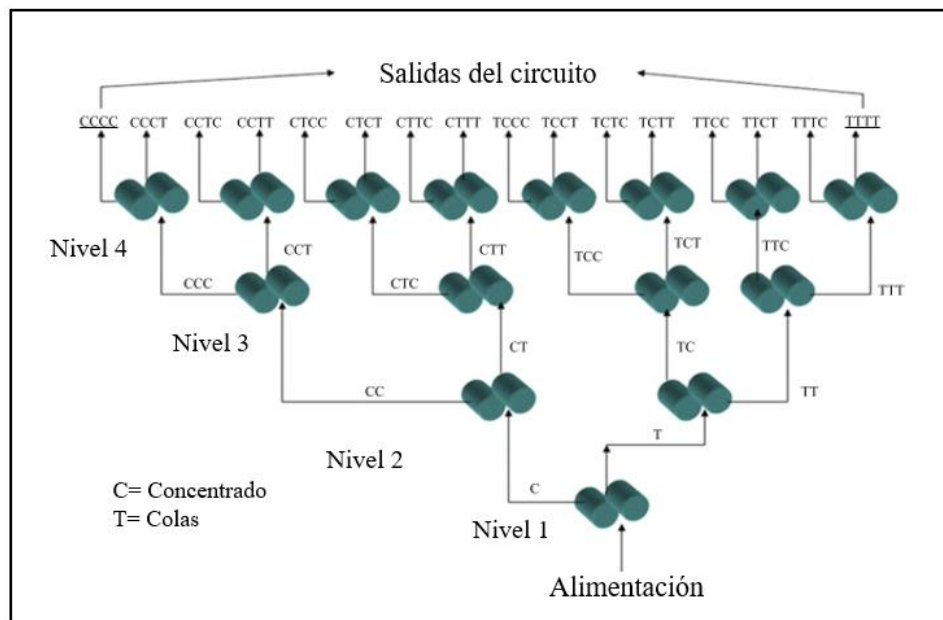 Salidas del circuito
CCCC CCCT CCTC CCTT CTCC CTCT CTTC CTTT TCCC TCCT TCTC TCTT TTCC TTCT TTTC TTTT
Nivel 4
CCC
CCT
CTC
CTT
TCC
TCT
TTC
TTT
Nivel 3
CC
CT
TC
TT
Nivel 2
C
T
C= Concentrado
T= Colas
Nivel 1
Alimentación